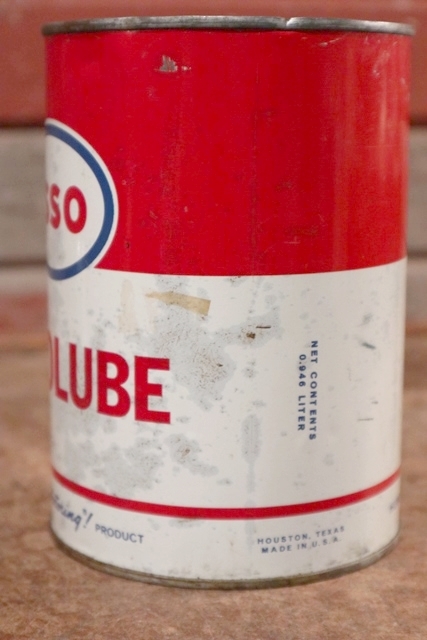 SSO
OLUBE
NET CONTENTS
0.946 LITER
PRODUCT
HOUSTON, TEXAS
MADE IN U.S.A.